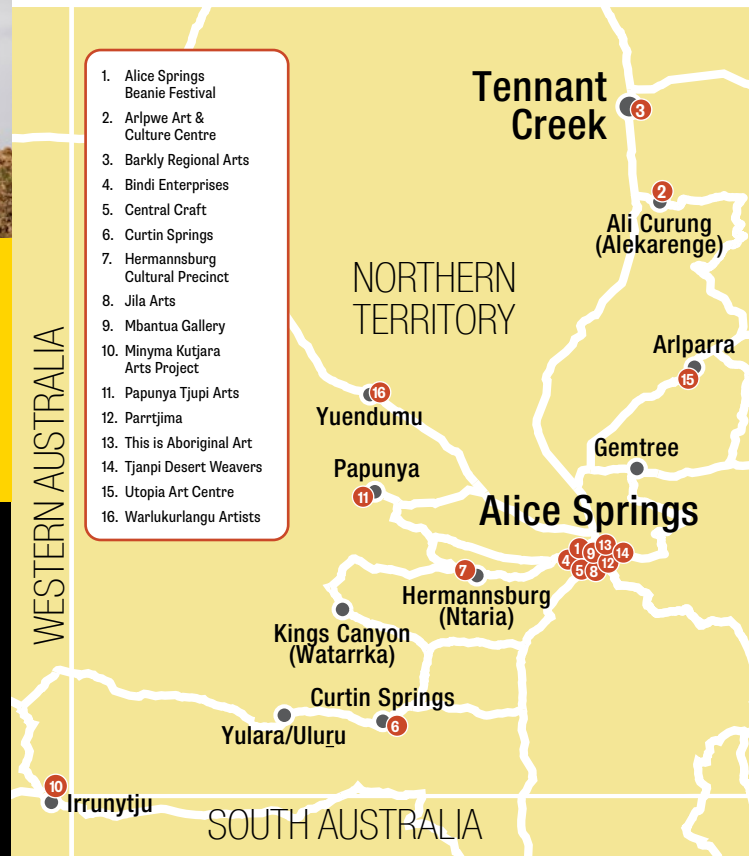 1. Alice Springs
Beanie Festival
2. Arlpwe Art &
Culture Centre
3. Barkly Regional Arts
4. Bindi Enterprises
5. Central Craft
6. Curtin Springs
7. Hermannsburg
Cultural Precinct
8. Jila Arts
9. Mbantua Gallery
10. Minyma Kutjara
Arts Project
11. Papunya Tjupi Arts
12. Parrtjima
13. This is Aboriginal Art
14. Tjanpi Desert Weavers
15. Utopia Art Centre
16. Warlukurlangu Artists
Tennant
Creek
3
2
Ali Curung
(Alekarenge)
NORTHERN
TERRITORY
WESTERN AUSTRALIA
Arlparra
15
16
Yuendumu
Gemtree
Papunya
11
Alice Springs
1
9
13
14
4
5
8
12
7
Hermannsburg
(Ntaria)
Kings Canyon
(Watarrka)
Curtin Springs
6
Yulara/Uluṟu
10
Irrunytju
SOUTH AUSTRALIA